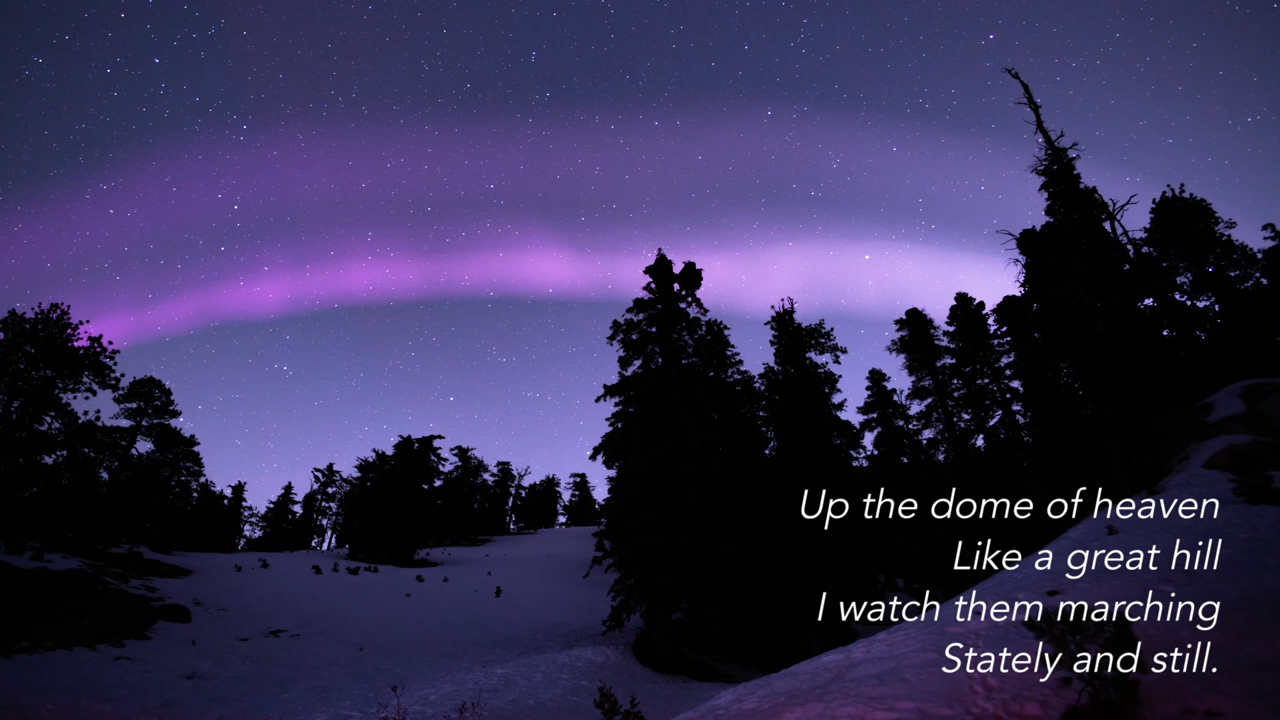 Up the dome of heaven
Like a great hill
I watch them marching
Stately and still.